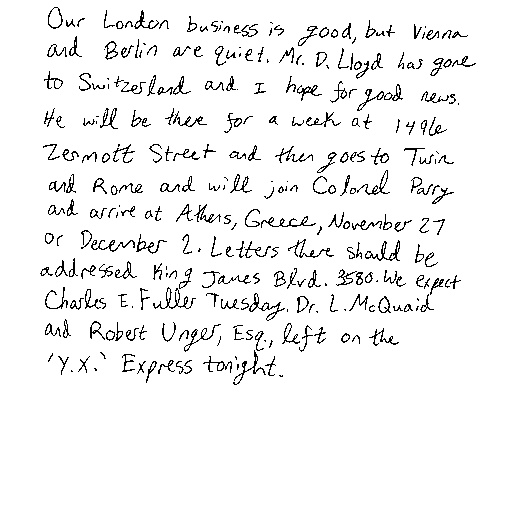 Our London business is good, but Vienna
and Berlin are quiet. Mr. D. Lloyd has gone
to Switzerland and I hope for good news.
He will be there for a week at 1496
Zermott Street and then goes to Turin
and Rome and will join Colonel Parry
and arrive at Athens, Greece, November 27
or December 2. Letters there should be
addressed King James Blvd. 3580. We expect
Charles E. Fuller Tuesday. Dr. L. McQuaid
and Robert Unger, Esq., left on the
'Y.X.' Express tonight.